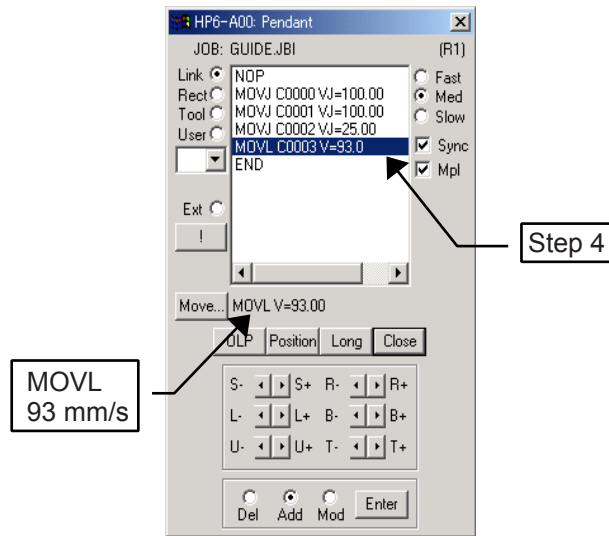 HP6-A00: Pendant
JOB: GUIDE.JBI (R1)
Link NOP Fast
Rect MOVJ C0000 VJ=100.00 Med
Tool MOVJ C0001 VJ=100.00 Slow
User MOVJ C0002 VJ=25.00
MOVL C0003 V=93.0 Sync
END Mpl
Ext
!
Step 4
Move... MOVL V=93.00
OLP Position Long Close
MOVL
93 mm/s
S- S+ R- R+
L- L+ B- B+
U- U+ T- T+
Del Add Mod Enter